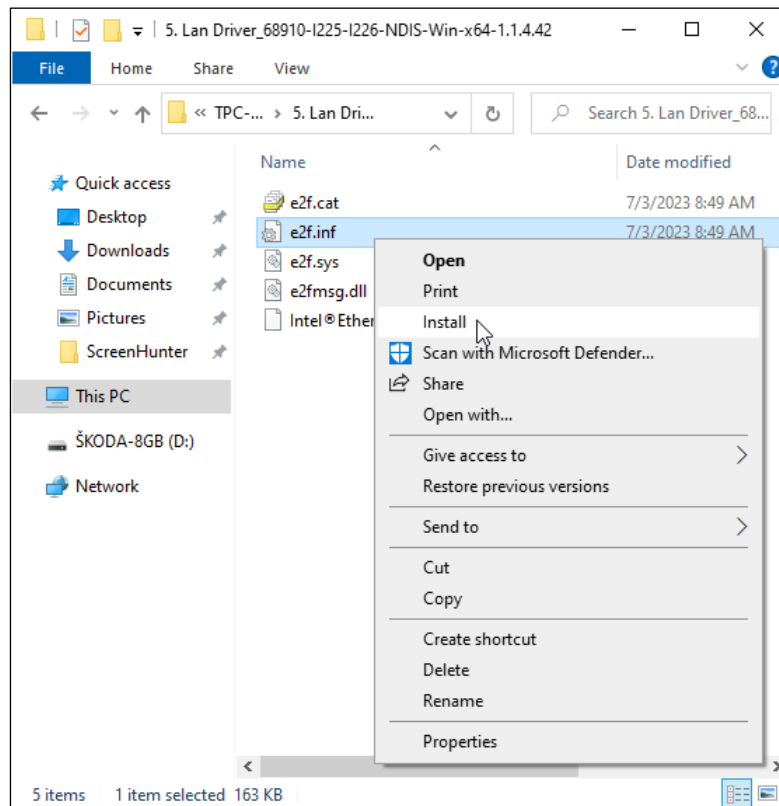 5. Lan Driver_68910-I225-I226-NDIS-Win-x64-1.1.4.42
File Home Share View
« TPC-... › 5. Lan Dri... Search 5. Lan Driver_68...
Name Date modified
Quick access
Desktop
Downloads
Documents
Pictures
ScreenHunter
This PC
ŠKODA-8GB (D:)
Network
e2f.cat 7/3/2023 8:49 AM
e2f.inf 7/3/2023 8:49 AM
e2f.sys
e2fmsg.dll
Intel®Ether
Open
Print
Install
Scan with Microsoft Defender...
Share
Open with...
Give access to
Restore previous versions
Send to
Cut
Copy
Create shortcut
Delete
Rename
Properties
5 items 1 item selected 163 KB